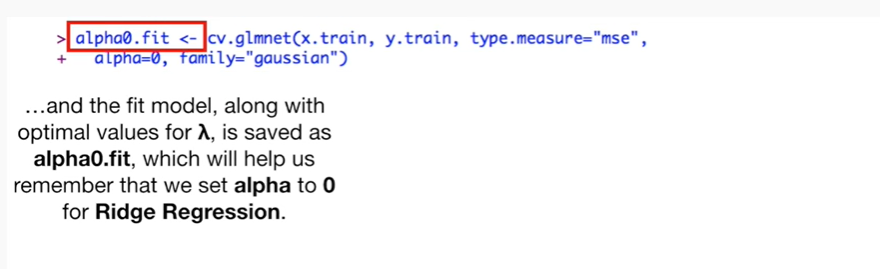 > alpha0.fit <- cv.glmnet(x.train, y.train, type.measure="mse",
+ alpha=0, family="gaussian")
...and the fit model, along with
optimal values for λ, is saved as
alpha0.fit, which will help us
remember that we set alpha to 0
for Ridge Regression.